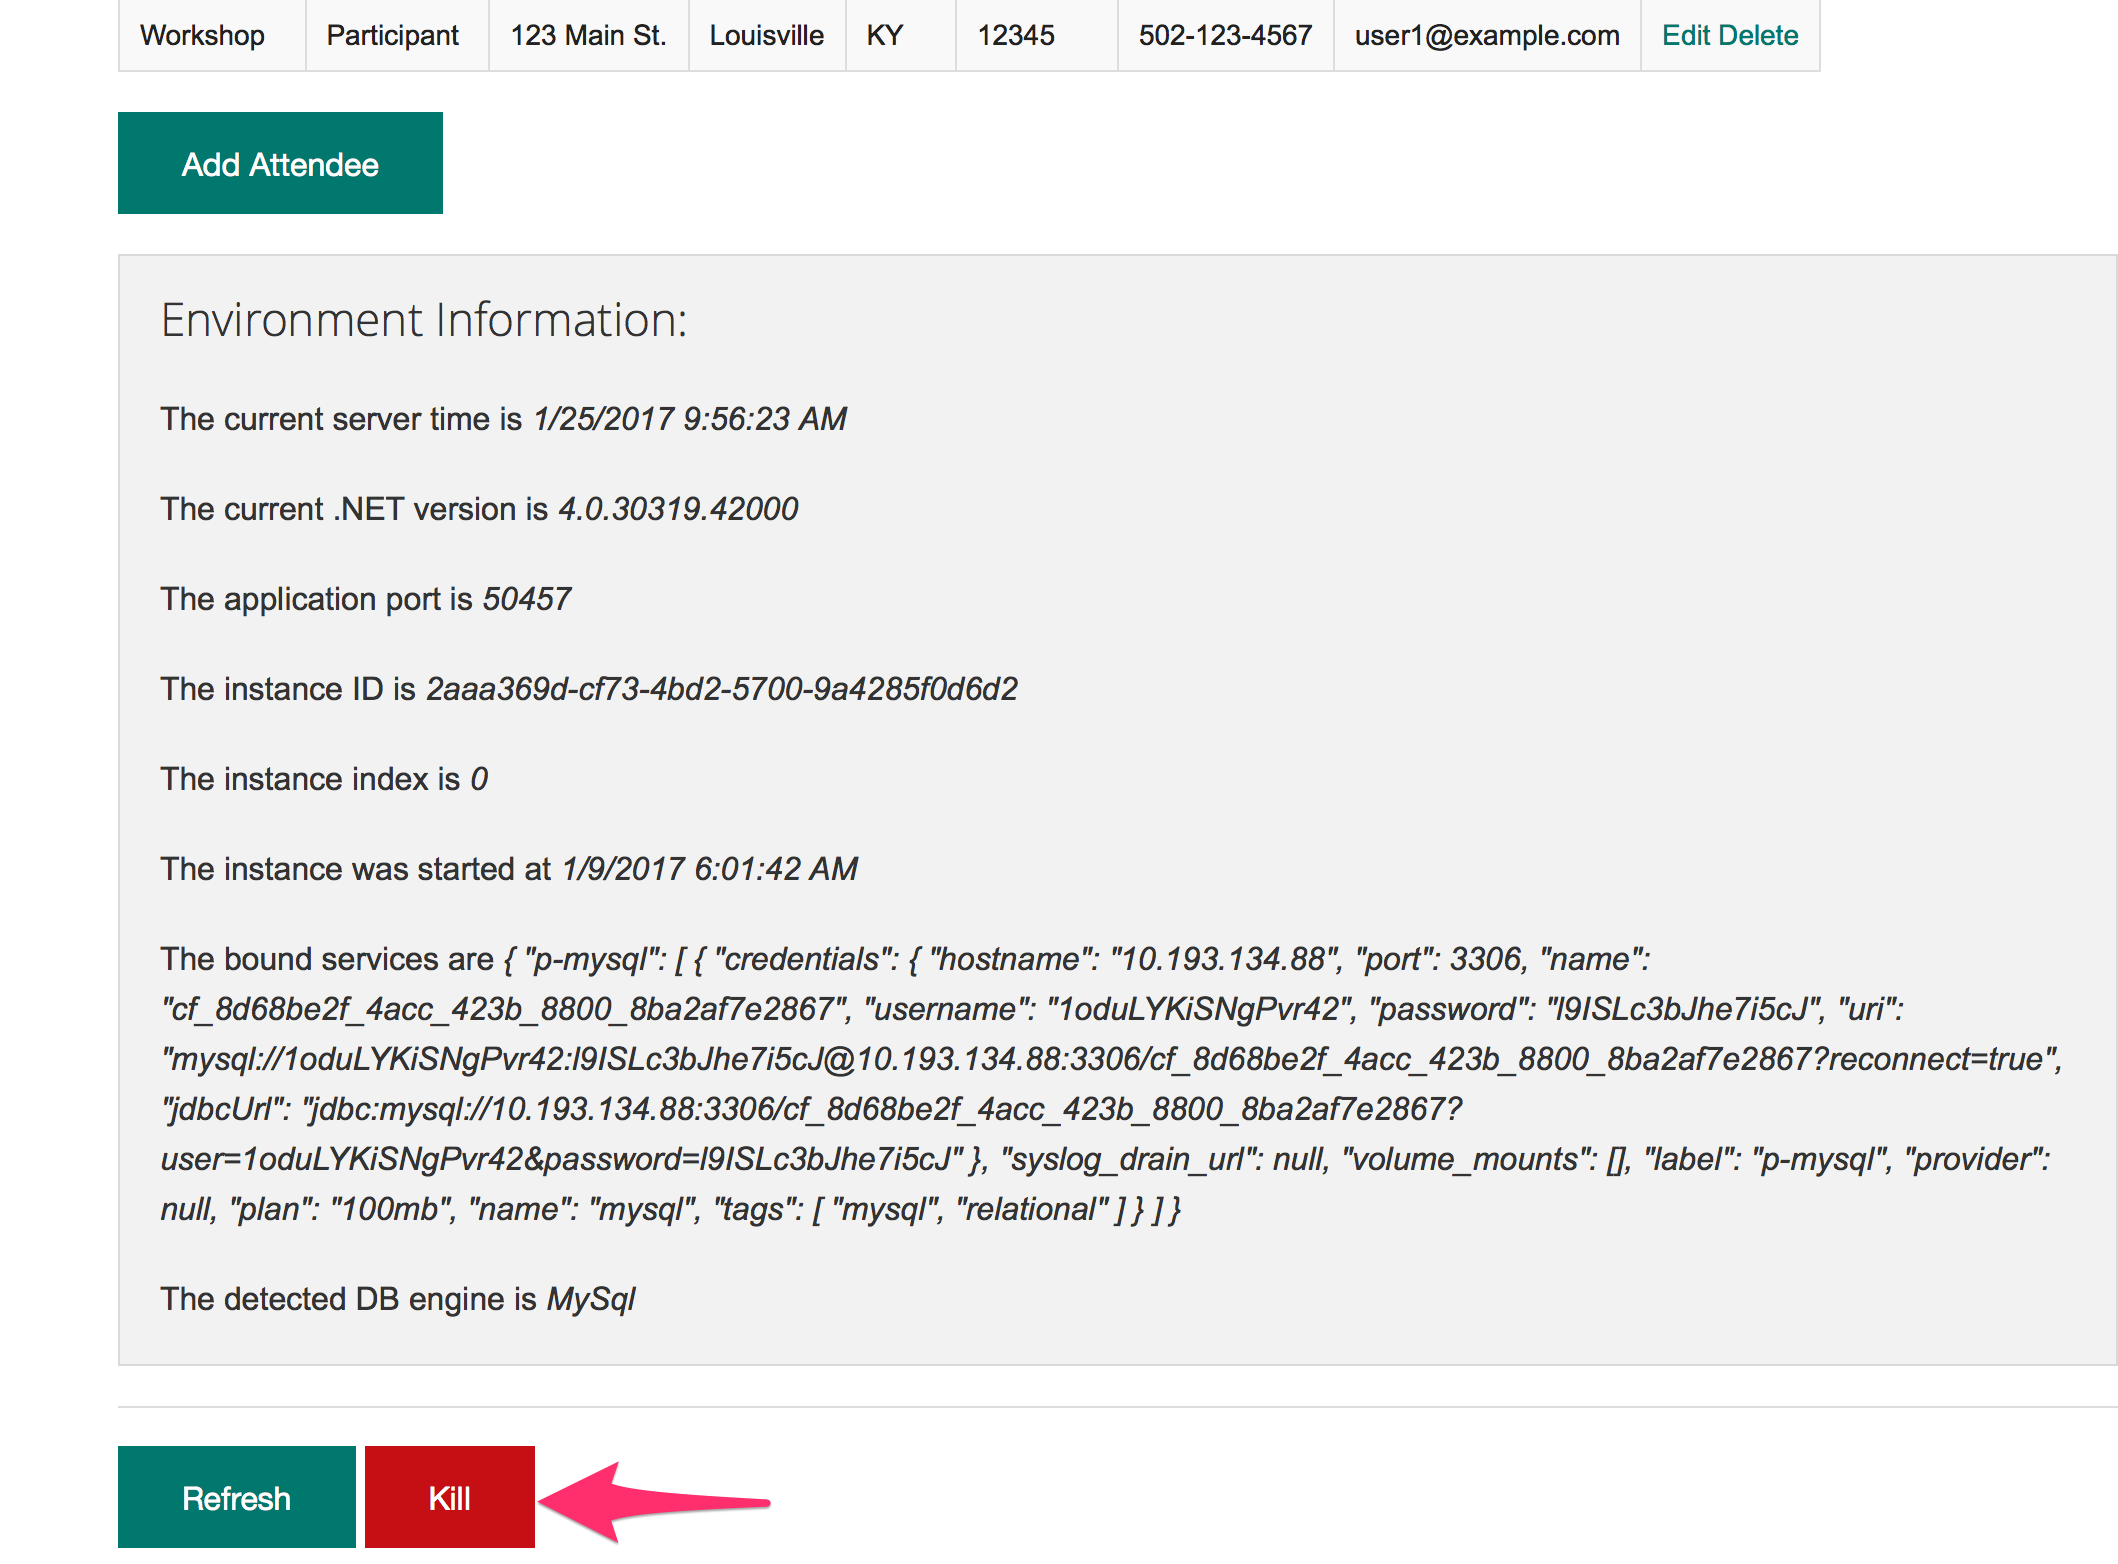 Workshop Participant 123 Main St. Louisville KY 12345 502-123-4567 user1@example.com Edit Delete
Add Attendee
Environment Information:
The current server time is 1/25/2017 9:56:23 AM
The current .NET version is 4.0.30319.42000
The application port is 50457
The instance ID is 2aaa369d-cf73-4bd2-5700-9a4285f0d6d2
The instance index is 0
The instance was started at 1/9/2017 6:01:42 AM
The bound services are { "p-mysql": [ { "credentials": { "hostname": "10.193.134.88", "port": 3306, "name":
"cf_8d68be2f_4acc_423b_8800_8ba2af7e2867", "username": "1oduLYKiSNgPvr42", "password": "l9ISLc3bJhe7i5cJ", "uri":
"mysql://1oduLYKiSNgPvr42:l9ISLc3bJhe7i5cJ@10.193.134.88:3306/cf_8d68be2f_4acc_423b_8800_8ba2af7e2867?reconnect=true",
"jdbcUrl": "jdbc:mysql://10.193.134.88:3306/cf_8d68be2f_4acc_423b_8800_8ba2af7e2867?
user=1oduLYKiSNgPvr42&password=l9ISLc3bJhe7i5cJ" }, "syslog_drain_url": null, "volume_mounts": [], "label": "p-mysql", "provider":
null, "plan": "100mb", "name": "mysql", "tags": [ "mysql", "relational" ] } ] }
The detected DB engine is MySql
Refresh Kill